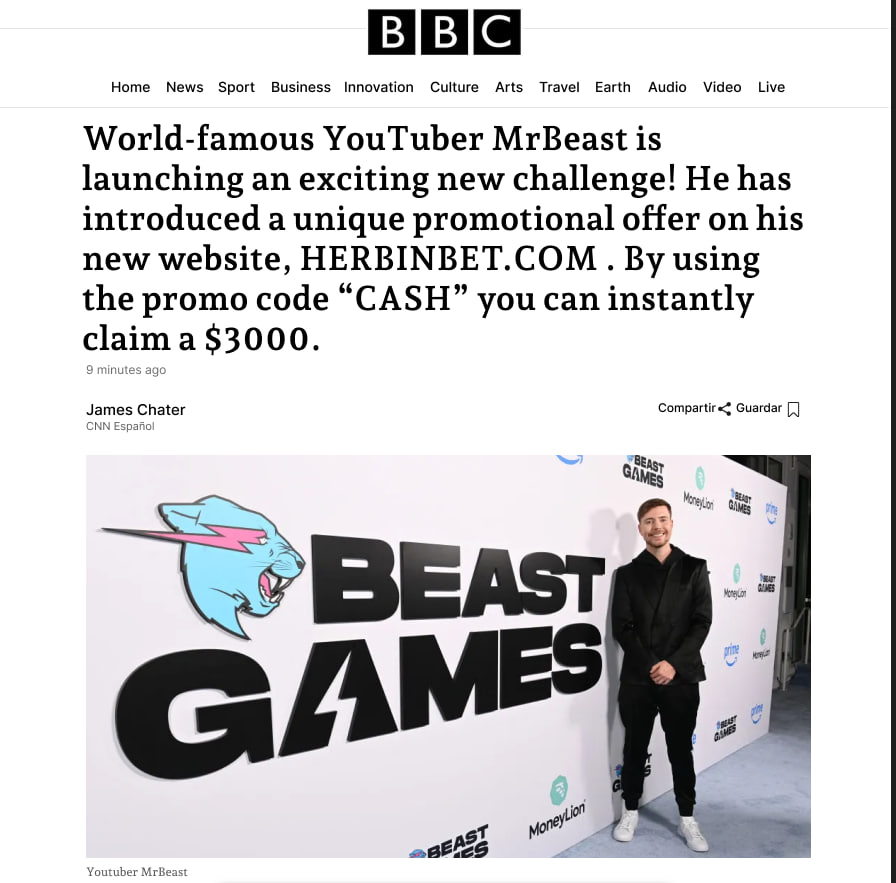 BBC
Home News Sport Business Innovation Culture Arts Travel Earth Audio Video Live
World-famous YouTuber MrBeast is
launching an exciting new challenge! He has
introduced a unique promotional offer on his
new website, HERBINBET.COM . By using
the promo code “CASH” you can instantly
claim a $3000.
9 minutes ago
James Chater
CNN Español
Compartir Guardar
BEAST
GAMES
BEAST
GAMES
MoneyLion
BEAST
GAMES
prime
MoneyLion
BEAST
GAMES
prime
MoneyLion
BEAST
GAMES
prime
MoneyLion
BEAST
Youtuber MrBeast